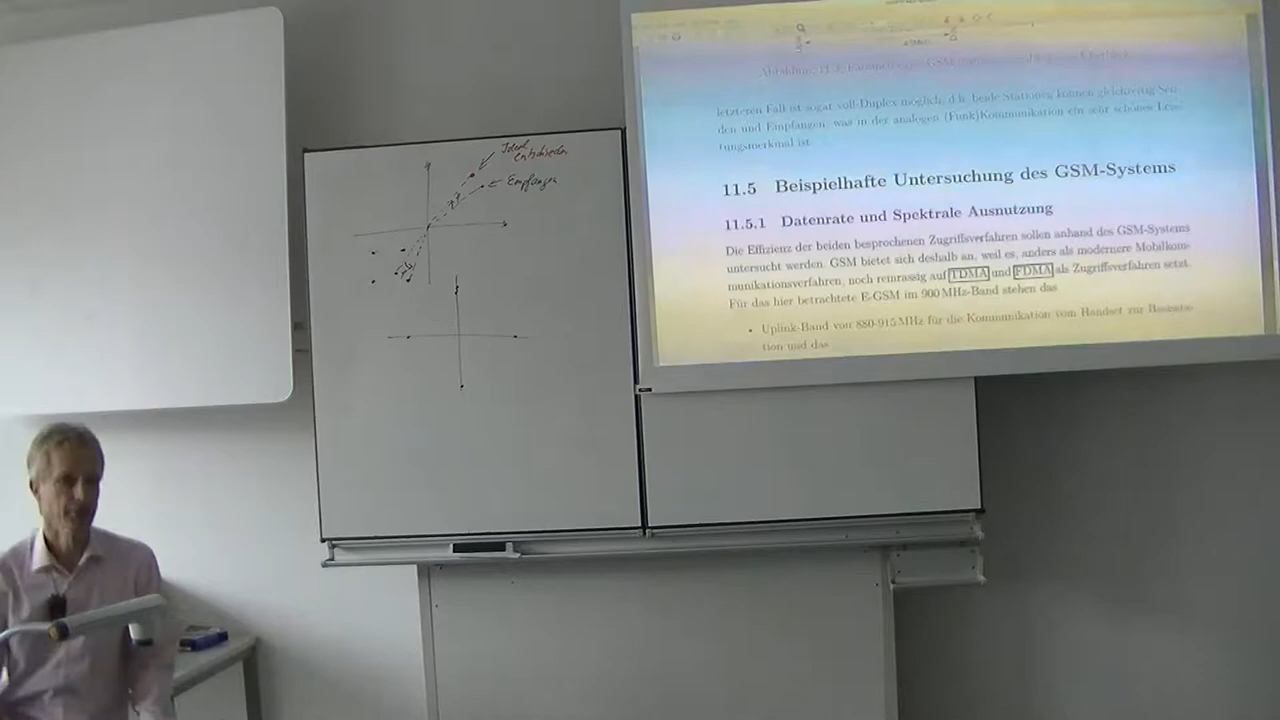 Ideal
Entschieden
Empfangen
letzteren Fall ist sogar voll-Duplex möglich, d.h. beide Stationen können gleichzeitig Sen-
den und Empfangen, was in der analogen (Funk)Kommunikation ein sehr schönes Leis-
tungsmerkmal ist.
11.5 Beispielhafte Untersuchung des GSM-Systems
11.5.1 Datenrate und Spektrale Ausnutzung
Die Effizienz der beiden besprochenen Zugriffsverfahren sollen anhand des GSM-Systems
untersucht werden. GSM bietet sich deshalb an, weil es, anders als modernere Mobilkom-
munikationsverfahren, noch reinrassig auf TDMA und FDMA als Zugriffsverfahren setzt.
Für das hier betrachtete E-GSM im 900 MHz-Band stehen das
• Uplink-Band von 880-915 MHz für die Kommunikation vom Handset zur Basissta-
tion und das